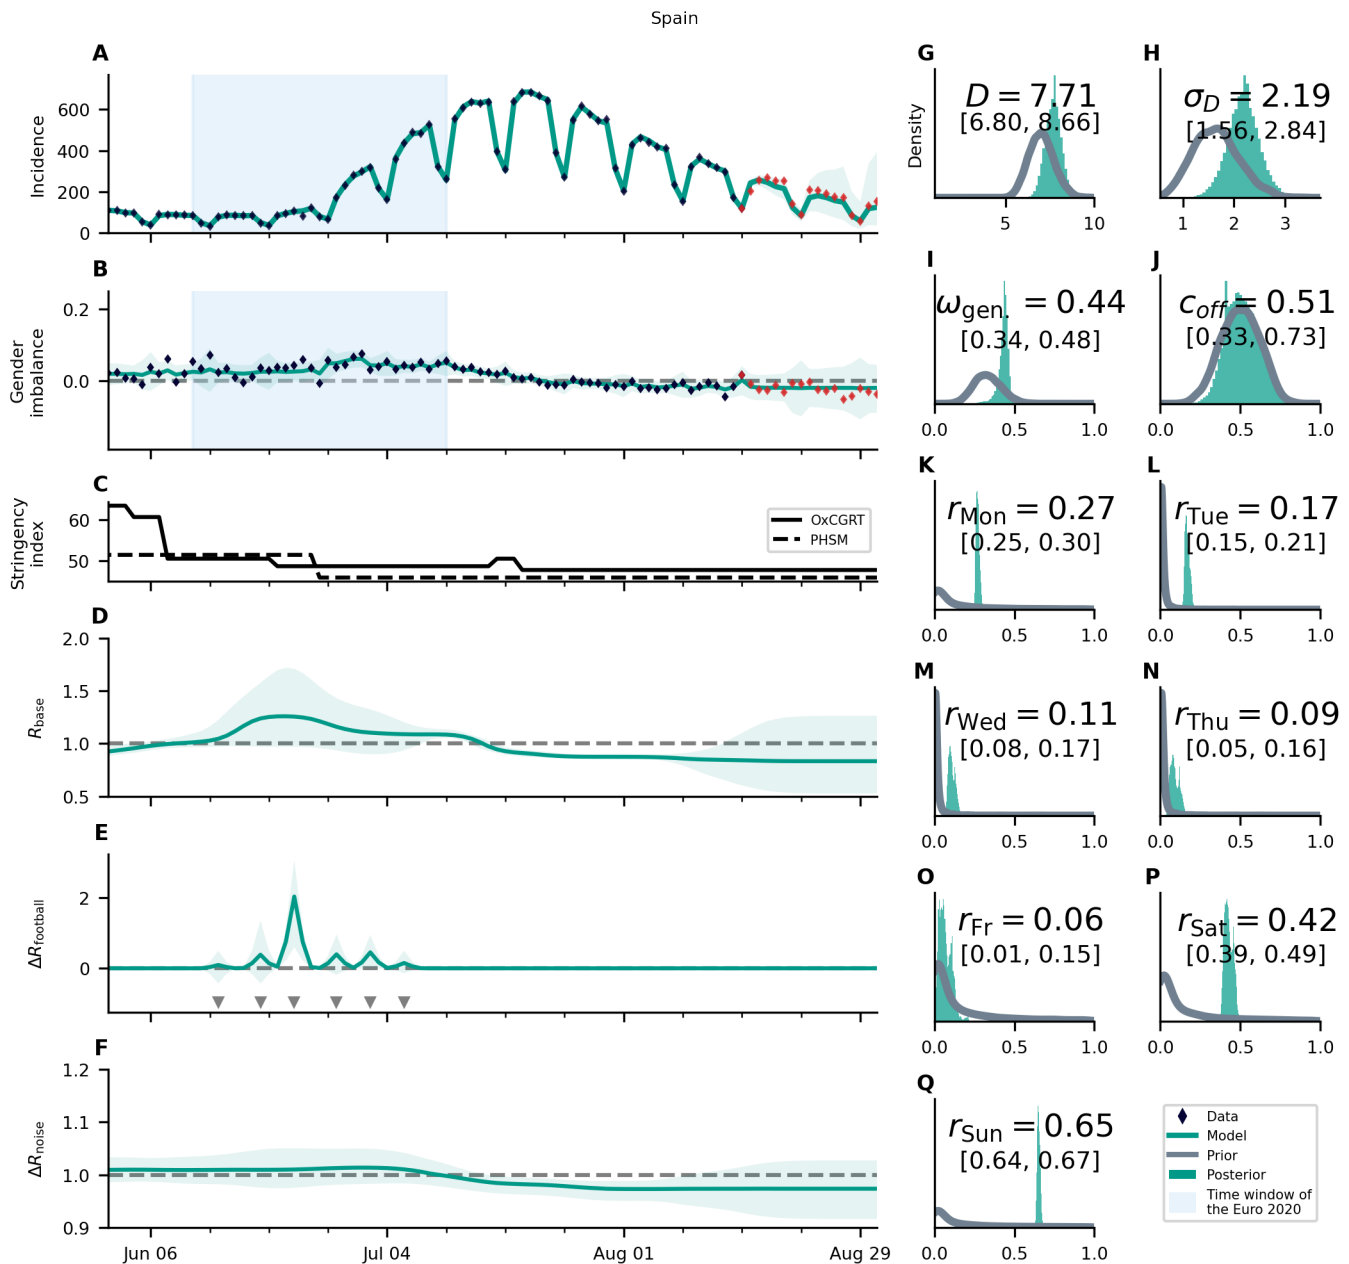 Spain
A
Incidence
600
400
200
0
B
Gender
imbalance
0.2
0.0
C
Stringency
index
60
50
OxCGRT
PHSM
D
R_base
2.0
1.5
1.0
0.5
E
ΔR_football
2
0
F
ΔR_noise
1.2
1.1
1.0
0.9
Jun 06 Jul 04 Aug 01 Aug 29
G
Density
D = 7.71
[6.80, 8.66]
5 10
H
σ_D = 2.19
[1.56, 2.84]
1 2 3
I
ω_gen. = 0.44
[0.34, 0.48]
0.0 0.5 1.0
J
c_off = 0.51
[0.33, 0.73]
0.0 0.5 1.0
K
r_Mon = 0.27
[0.25, 0.30]
0.0 0.5 1.0
L
r_Tue = 0.17
[0.15, 0.21]
0.0 0.5 1.0
M
r_Wed = 0.11
[0.08, 0.17]
0.0 0.5 1.0
N
r_Thu = 0.09
[0.05, 0.16]
0.0 0.5 1.0
O
r_Fr = 0.06
[0.01, 0.15]
0.0 0.5 1.0
P
r_Sat = 0.42
[0.39, 0.49]
0.0 0.5 1.0
Q
r_Sun = 0.65
[0.64, 0.67]
0.0 0.5 1.0
Data
Model
Prior
Posterior
Time window of
the Euro 2020